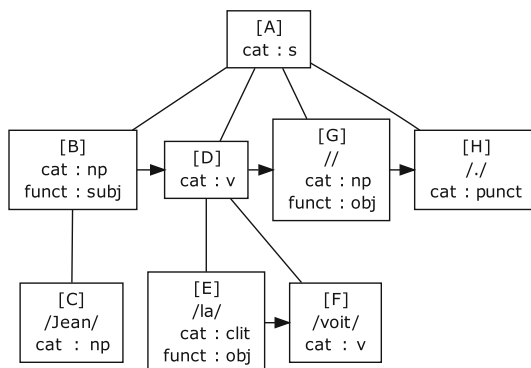 [A]
cat : s
[B]
cat : np
funct : subj
[D]
cat : v
[G]
//
cat : np
funct : obj
[H]
/./
cat : punct
[C]
/Jean/
cat : np
[E]
/la/
cat : clit
funct : obj
[F]
/voit/
cat : v